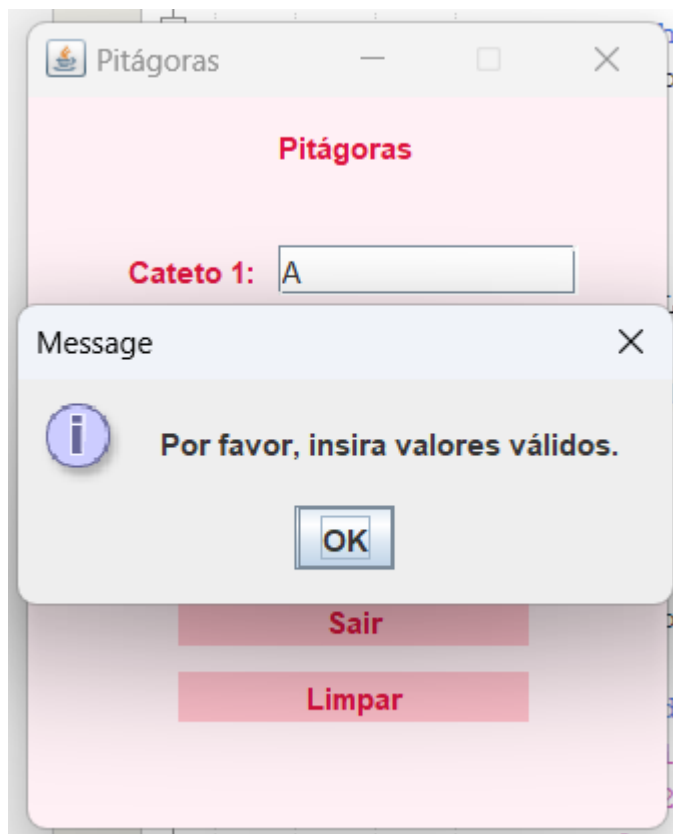 Pitágoras
Pitágoras
Cateto 1: A
Message
Por favor, insira valores válidos.
OK
Sair
Limpar